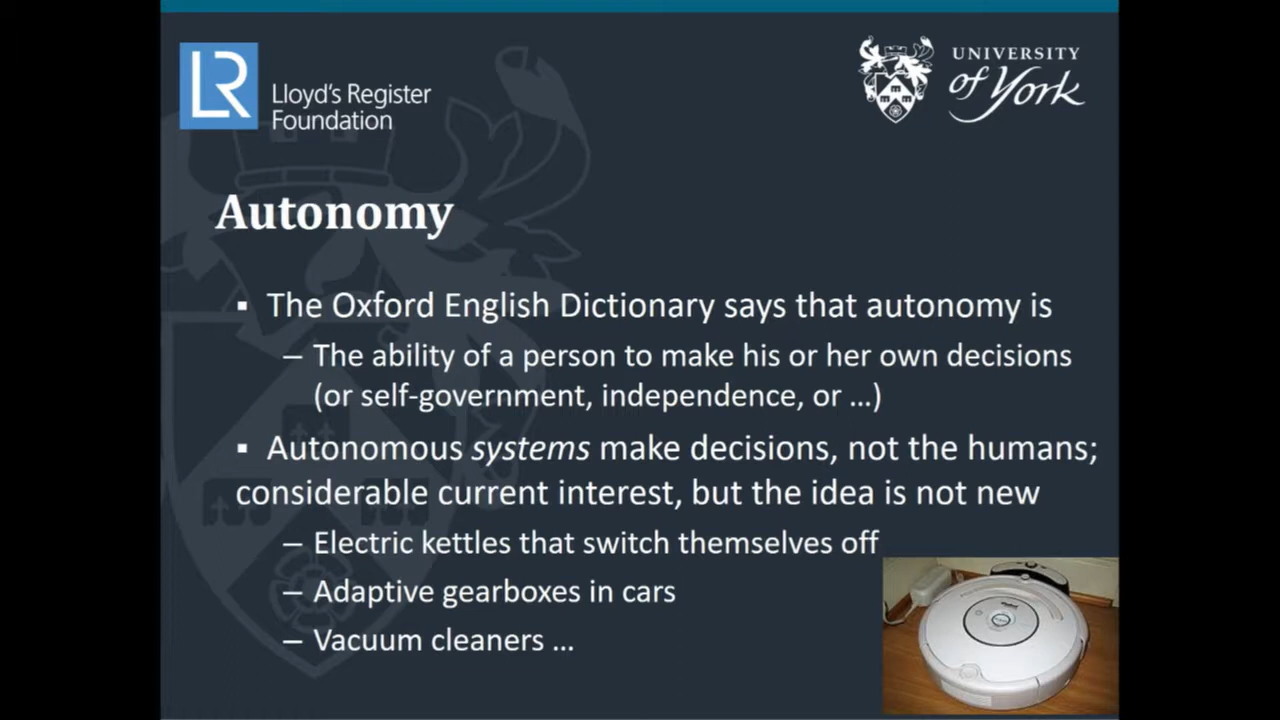 LR
Lloyd's Register
Foundation
UNIVERSITY
of York
Autonomy
▪ The Oxford English Dictionary says that autonomy is
– The ability of a person to make his or her own decisions
(or self-government, independence, or …)
▪ Autonomous systems make decisions, not the humans;
considerable current interest, but the idea is not new
– Electric kettles that switch themselves off
– Adaptive gearboxes in cars
– Vacuum cleaners …